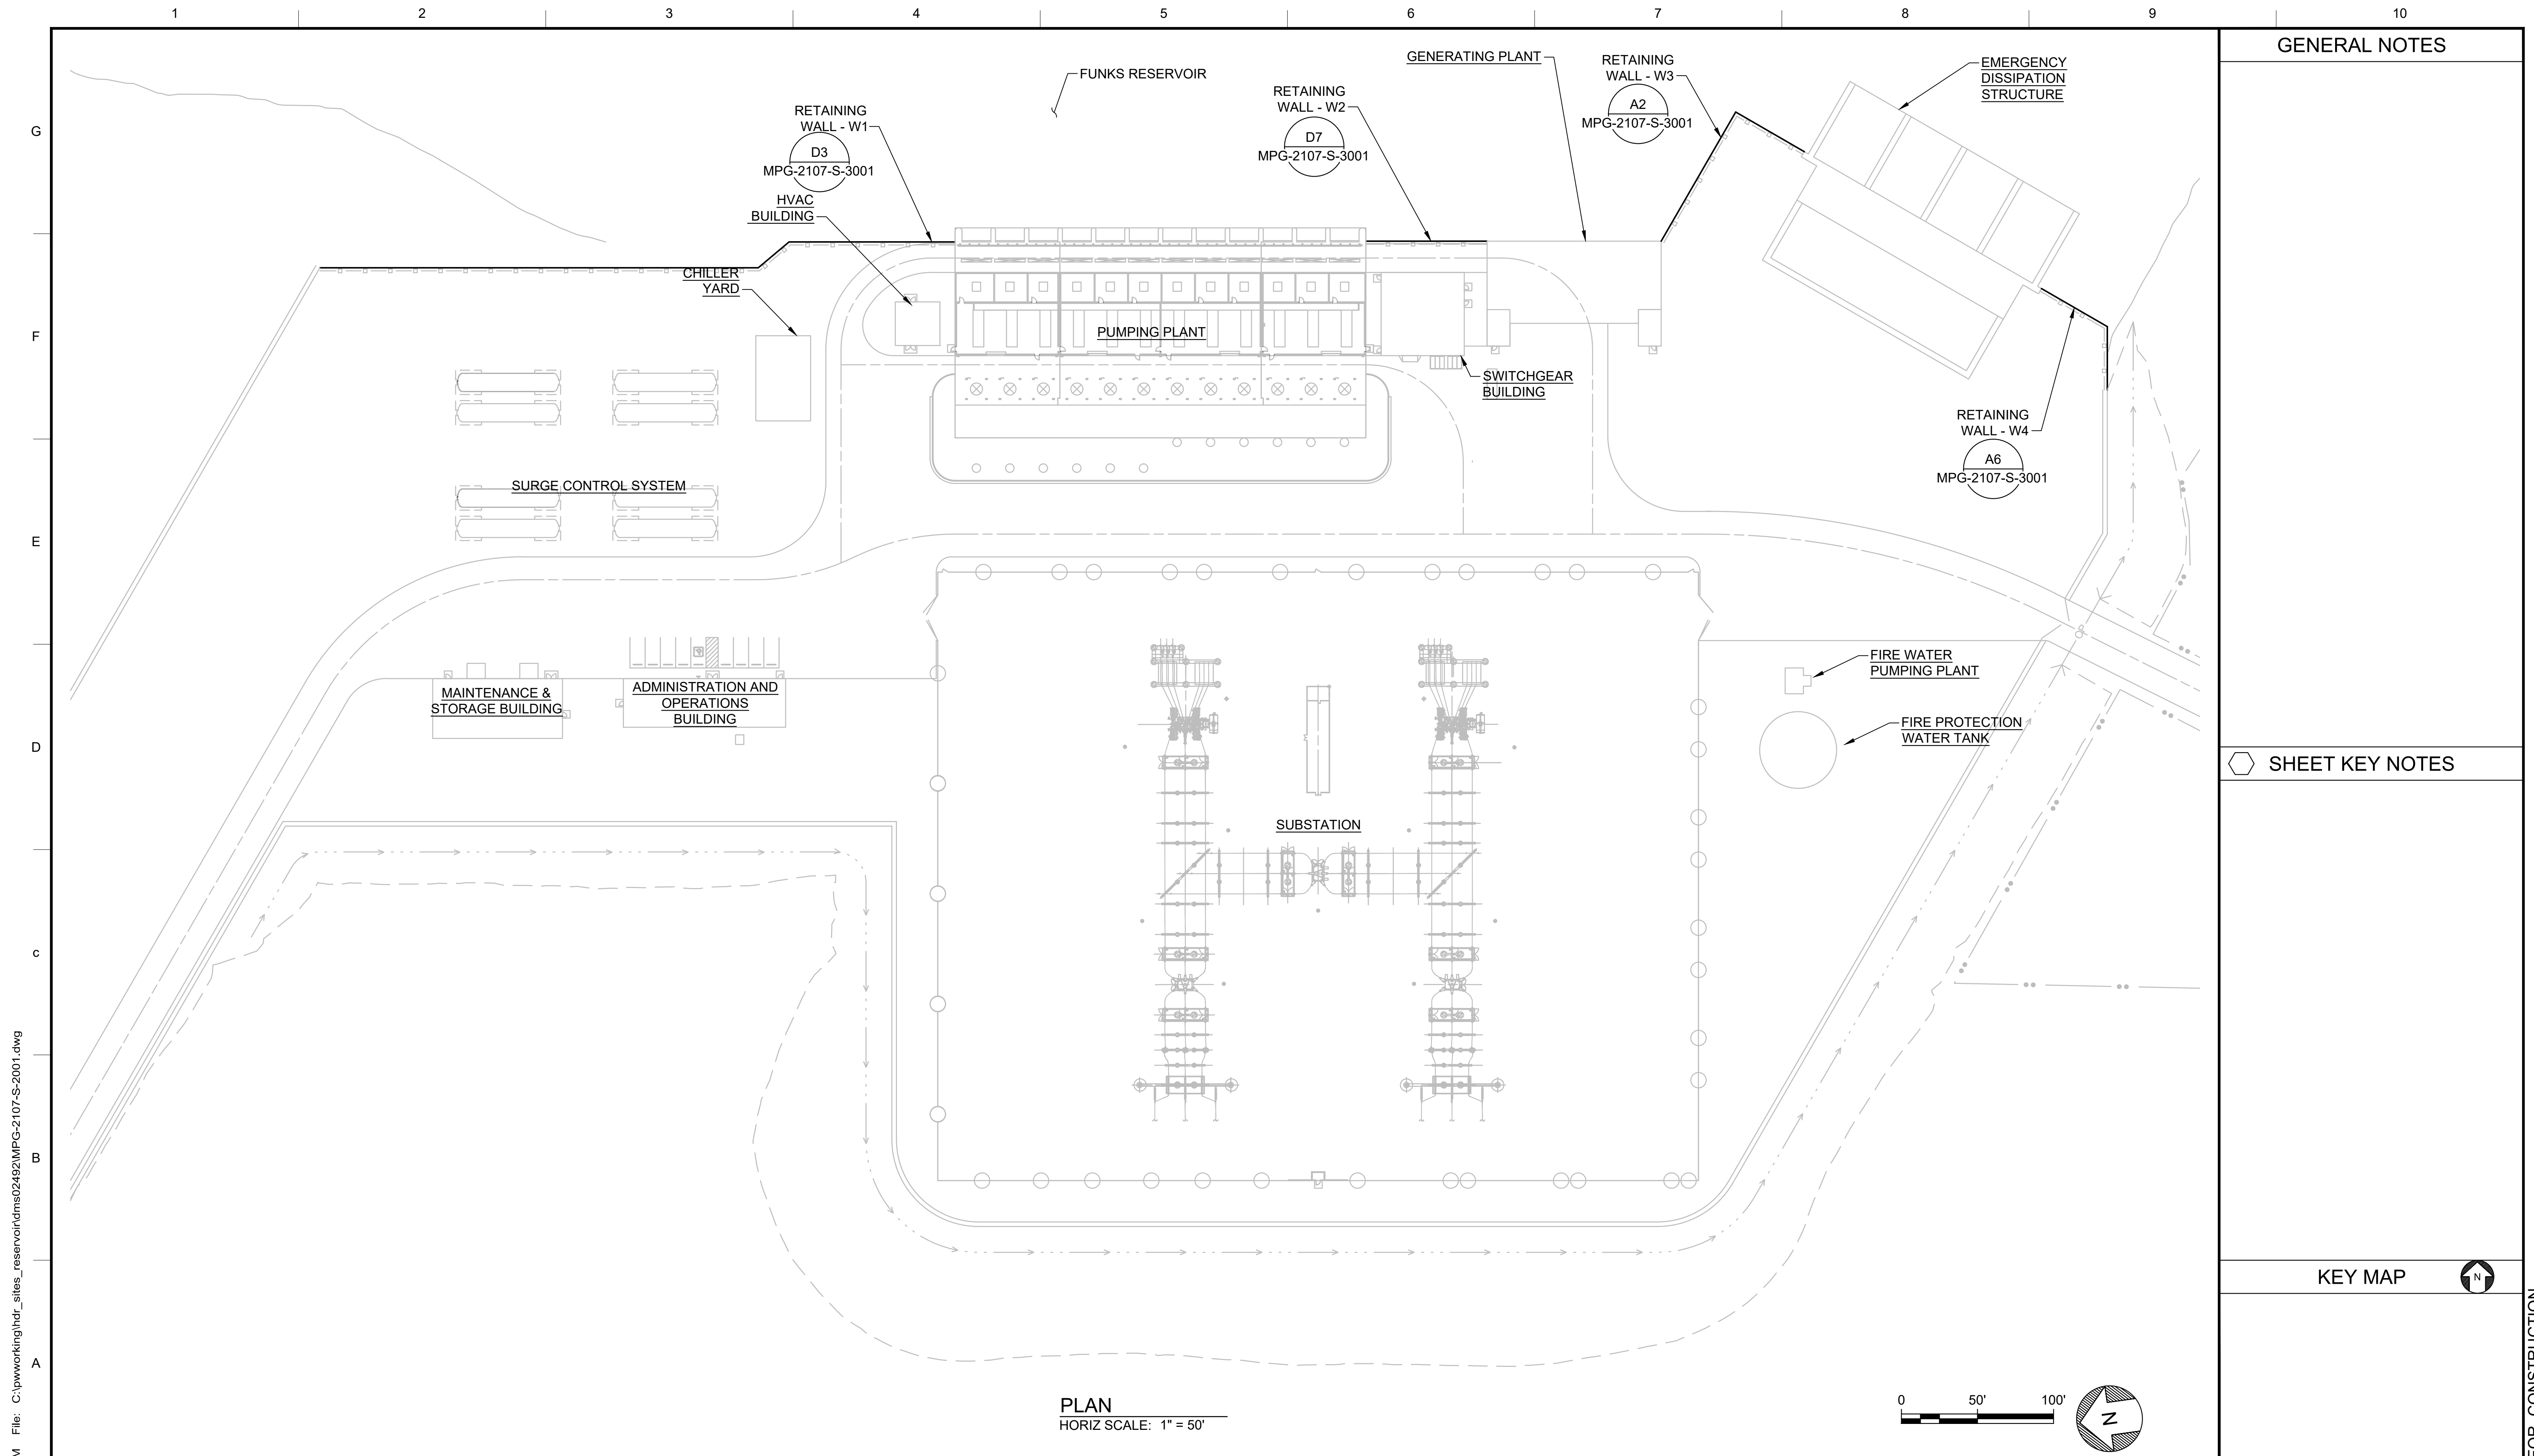 1 2 3 4 5 6 7 8 9 10
GENERAL NOTES
G
FUNKS RESERVOIR
GENERATING PLANT
RETAINING
WALL - W3
A2
MPG-2107-S-3001
EMERGENCY
DISSIPATION
STRUCTURE
RETAINING
WALL - W1
D3
MPG-2107-S-3001
RETAINING
WALL - W2
D7
MPG-2107-S-3001
HVAC
BUILDING
CHILLER
YARD
F
PUMPING PLANT
SWITCHGEAR
BUILDING
RETAINING
WALL - W4
A6
MPG-2107-S-3001
SURGE CONTROL SYSTEM
E
MAINTENANCE &
STORAGE BUILDING
ADMINISTRATION AND
OPERATIONS
BUILDING
FIRE WATER
PUMPING PLANT
FIRE PROTECTION
WATER TANK
D
SHEET KEY NOTES
SUBSTATION
c
B
KEY MAP
N
A
PLAN
HORIZ SCALE: 1" = 50'
0 50' 100'
N
File: C:\pwworking\hdr_sites_reservoir\dms02492\MPG-2107-S-2001.dwg
CONSTRUCTION